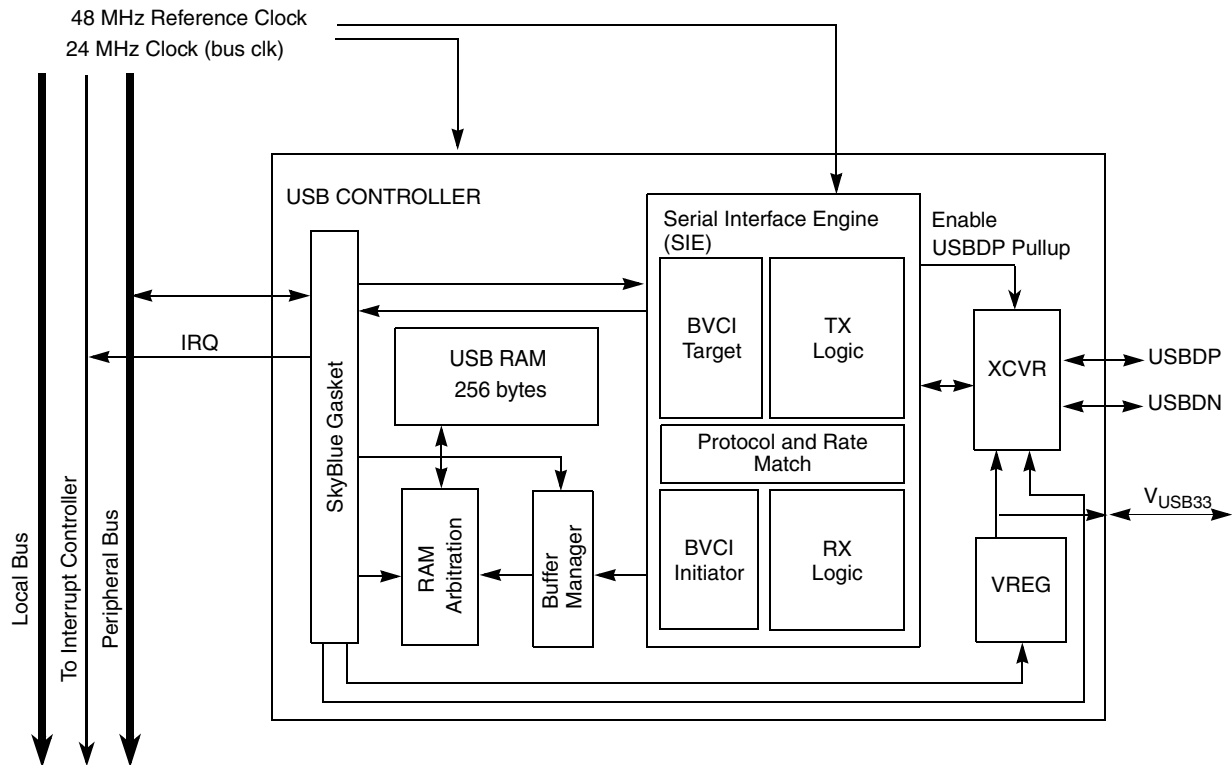 48 MHz Reference Clock
24 MHz Clock (bus clk)
USB CONTROLLER
Serial Interface Engine
(SIE)
Enable
USBDP Pullup
BVCI
Target
TX
Logic
XCVR
USBDP
USBDN
IRQ
USB RAM
256 bytes
SkyBlue Gasket
Protocol and Rate
Match
RAM
Arbitration
Buffer
Manager
BVCI
Initiator
RX
Logic
VREG
VUSB33
Local Bus
To Interrupt Controller
Peripheral Bus